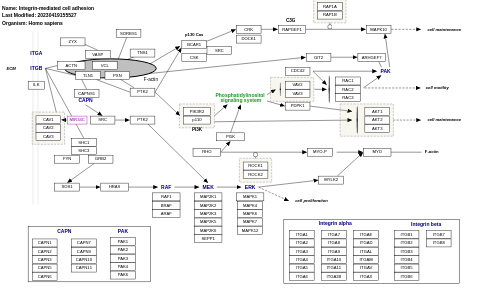 Name: Integrin-mediated cell adhesion
Last Modified: 20230419155527
Organism: Homo sapiens
RAP1A
RAP1B
SORBS1
ZYX
VASP
TNS1
ACTN
VCL
TLN1
PXN
CAPNS1
CAPN
ITGA
ITGB
ECM
ILK
F-actin
PTK2
p130 Cas
BCAR1
CSK
SRC
CRK
DOCK1
C3G
RAPGEF1
MAPK10
cell maintenance
GIT2
ARHGEF7
CDC42
PAK
VAV2
VAV3
PDPK1
RAC1
RAC2
RAC3
cell motility
Phosphatidylinositol
signaling system
PIK3R2
p110
PI3K
PI5K
AKT1
AKT2
AKT3
cell maintenance
CAV1
CAV2
CAV3
SRC
PTK2
SHC1
SHC3
FYN
GRB2
RHO
ROCK1
ROCK2
MYO-P
MYO
F-actin
MYLK2
cell proliferation
SOS1
HRAS
RAF
RAF1
BRAF
ARAF
MEK
MAP2K1
MAP2K2
MAP2K3
MAP2K5
MAP2K6
SEPP1
ERK
MAPK1
MAPK4
MAPK6
MAPK7
MAPK12
CAPN
PAK
CAPN1
CAPN2
CAPN3
CAPN5
CAPN6
CAPN7
CAPN9
CAPN10
CAPN11
PAK1
PAK2
PAK3
PAK4
PAK6
Integrin alpha
Integrin beta
ITGA1
ITGA2
ITGA3
ITGA4
ITGA5
ITGA6
ITGA7
ITGA8
ITGA9
ITGA10
ITGA11
ITGA2B
ITGAB
ITGAD
ITGAL
ITGAM
ITGAV
ITGAX
ITGB1
ITGB2
ITGB3
ITGB4
ITGB5
ITGB6
ITGB7
ITGB8